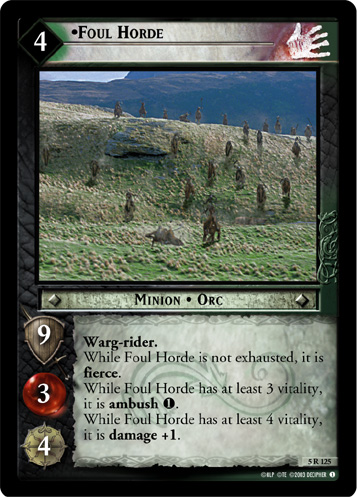 4
•Foul Horde
Minion • Orc
9
3
4
Warg-rider.
While Foul Horde is not exhausted, it is
fierce.
While Foul Horde has at least 3 vitality,
it is ambush ❶.
While Foul Horde has at least 4 vitality,
it is damage +1.
5 R 125
©NLP ©TE ©2003 DECIPHER